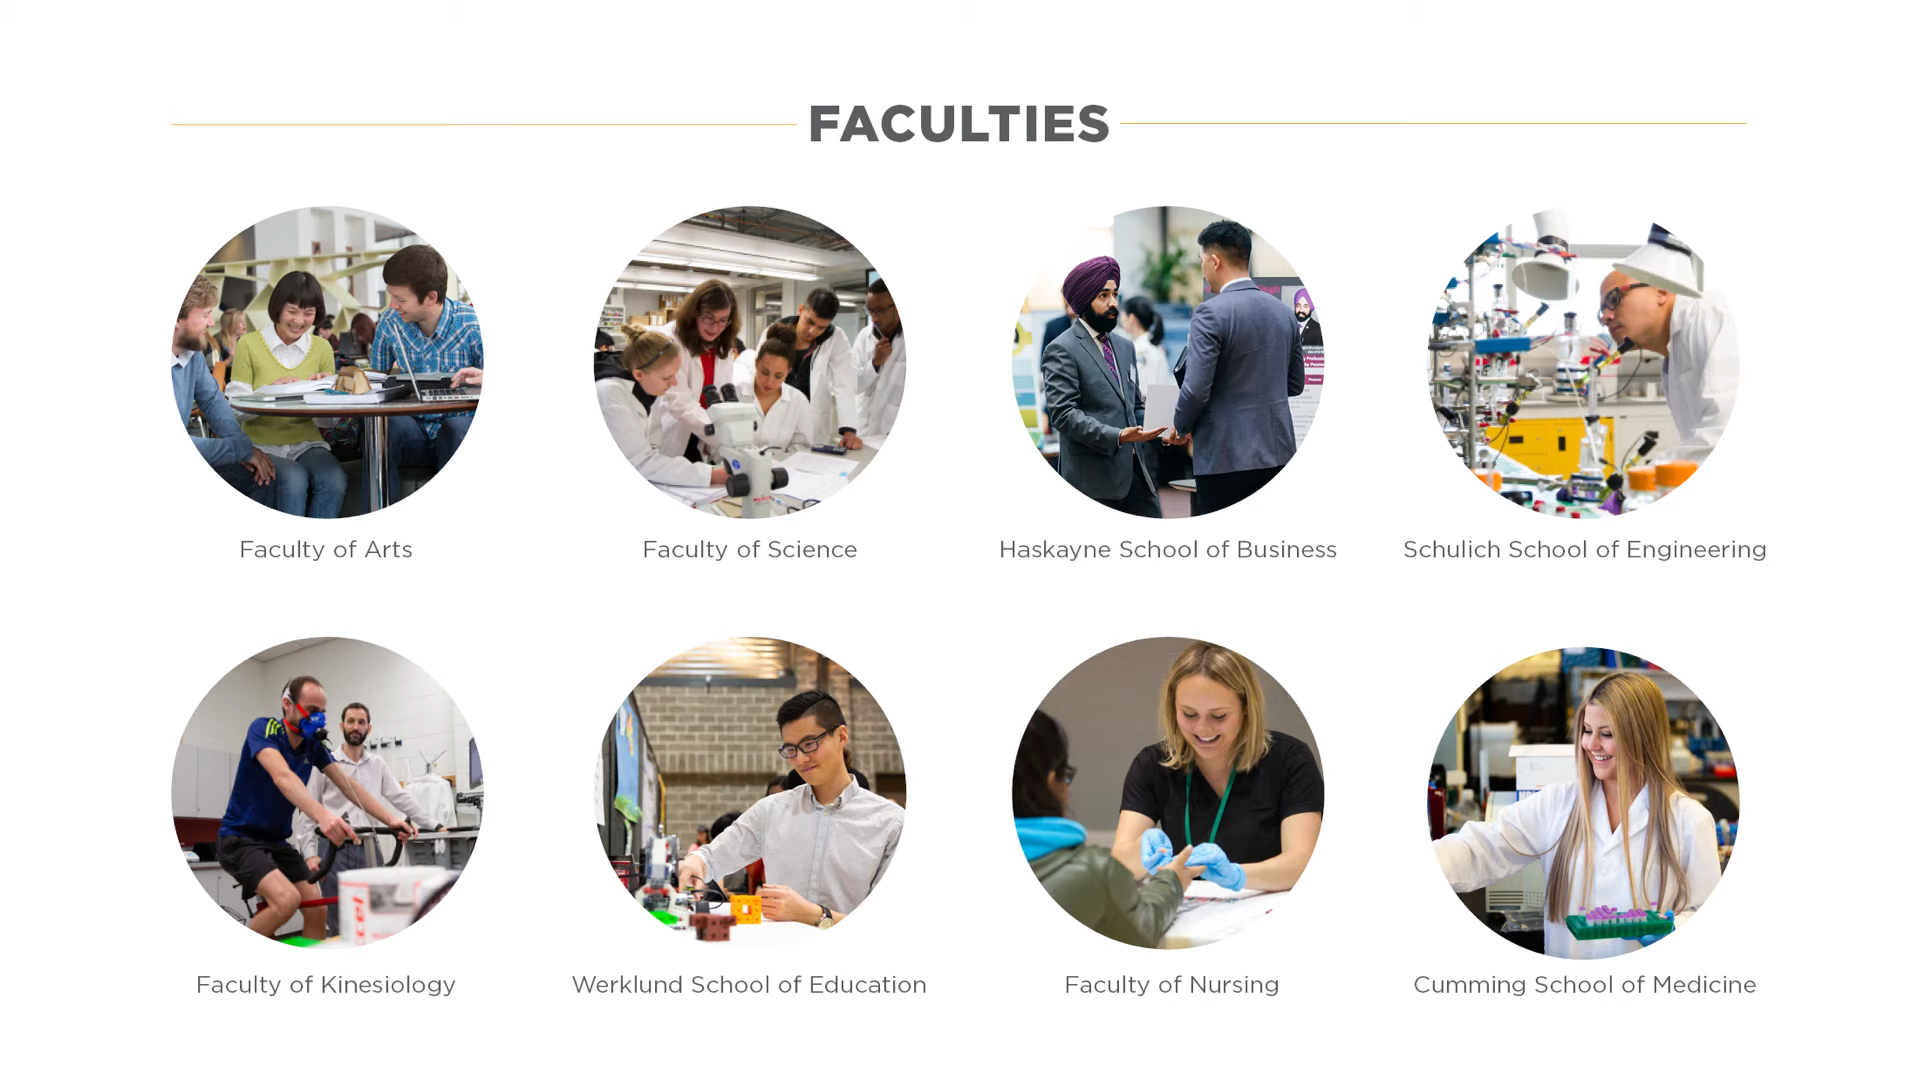 FACULTIES
Faculty of Arts
Faculty of Science
Haskayne School of Business
Schulich School of Engineering
Faculty of Kinesiology
Werklund School of Education
Faculty of Nursing
Cumming School of Medicine